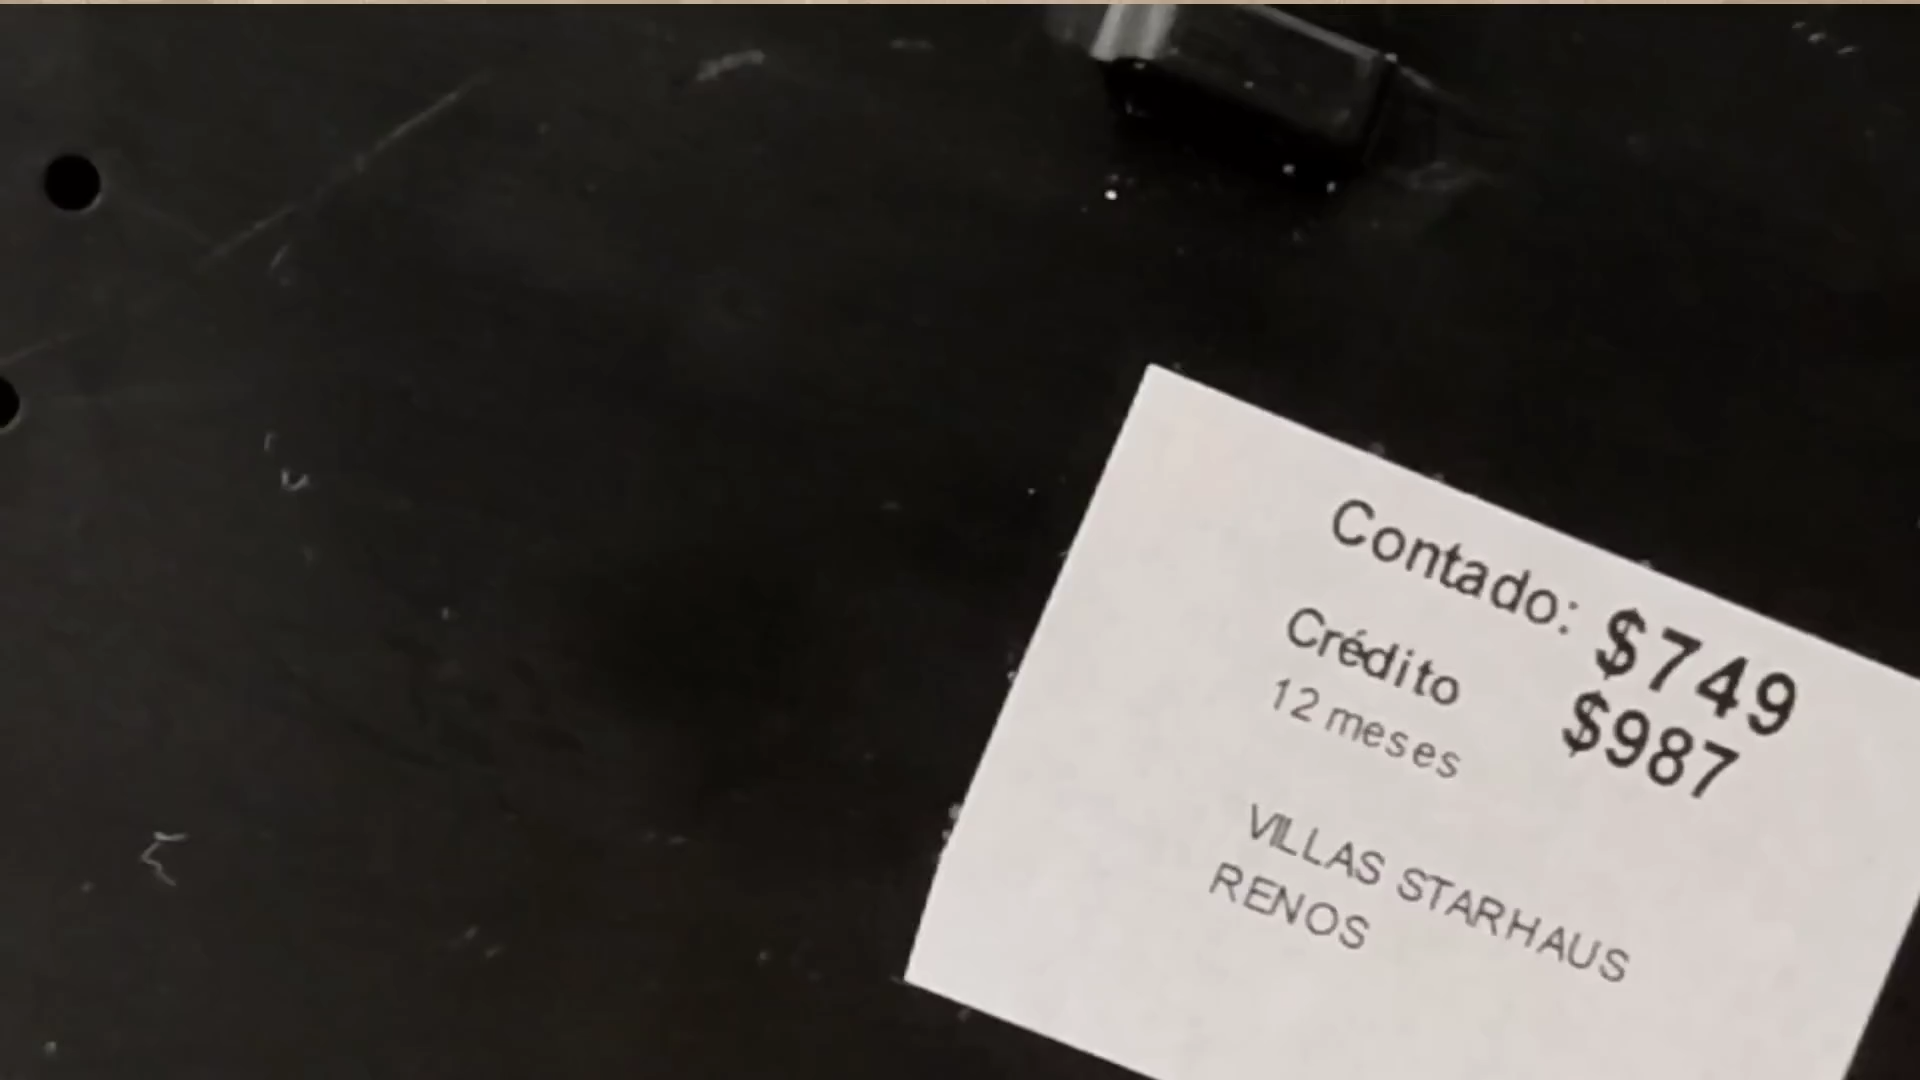 Contado: $749
Crédito $987
12 meses
VILLAS STARHAUS
RENOS